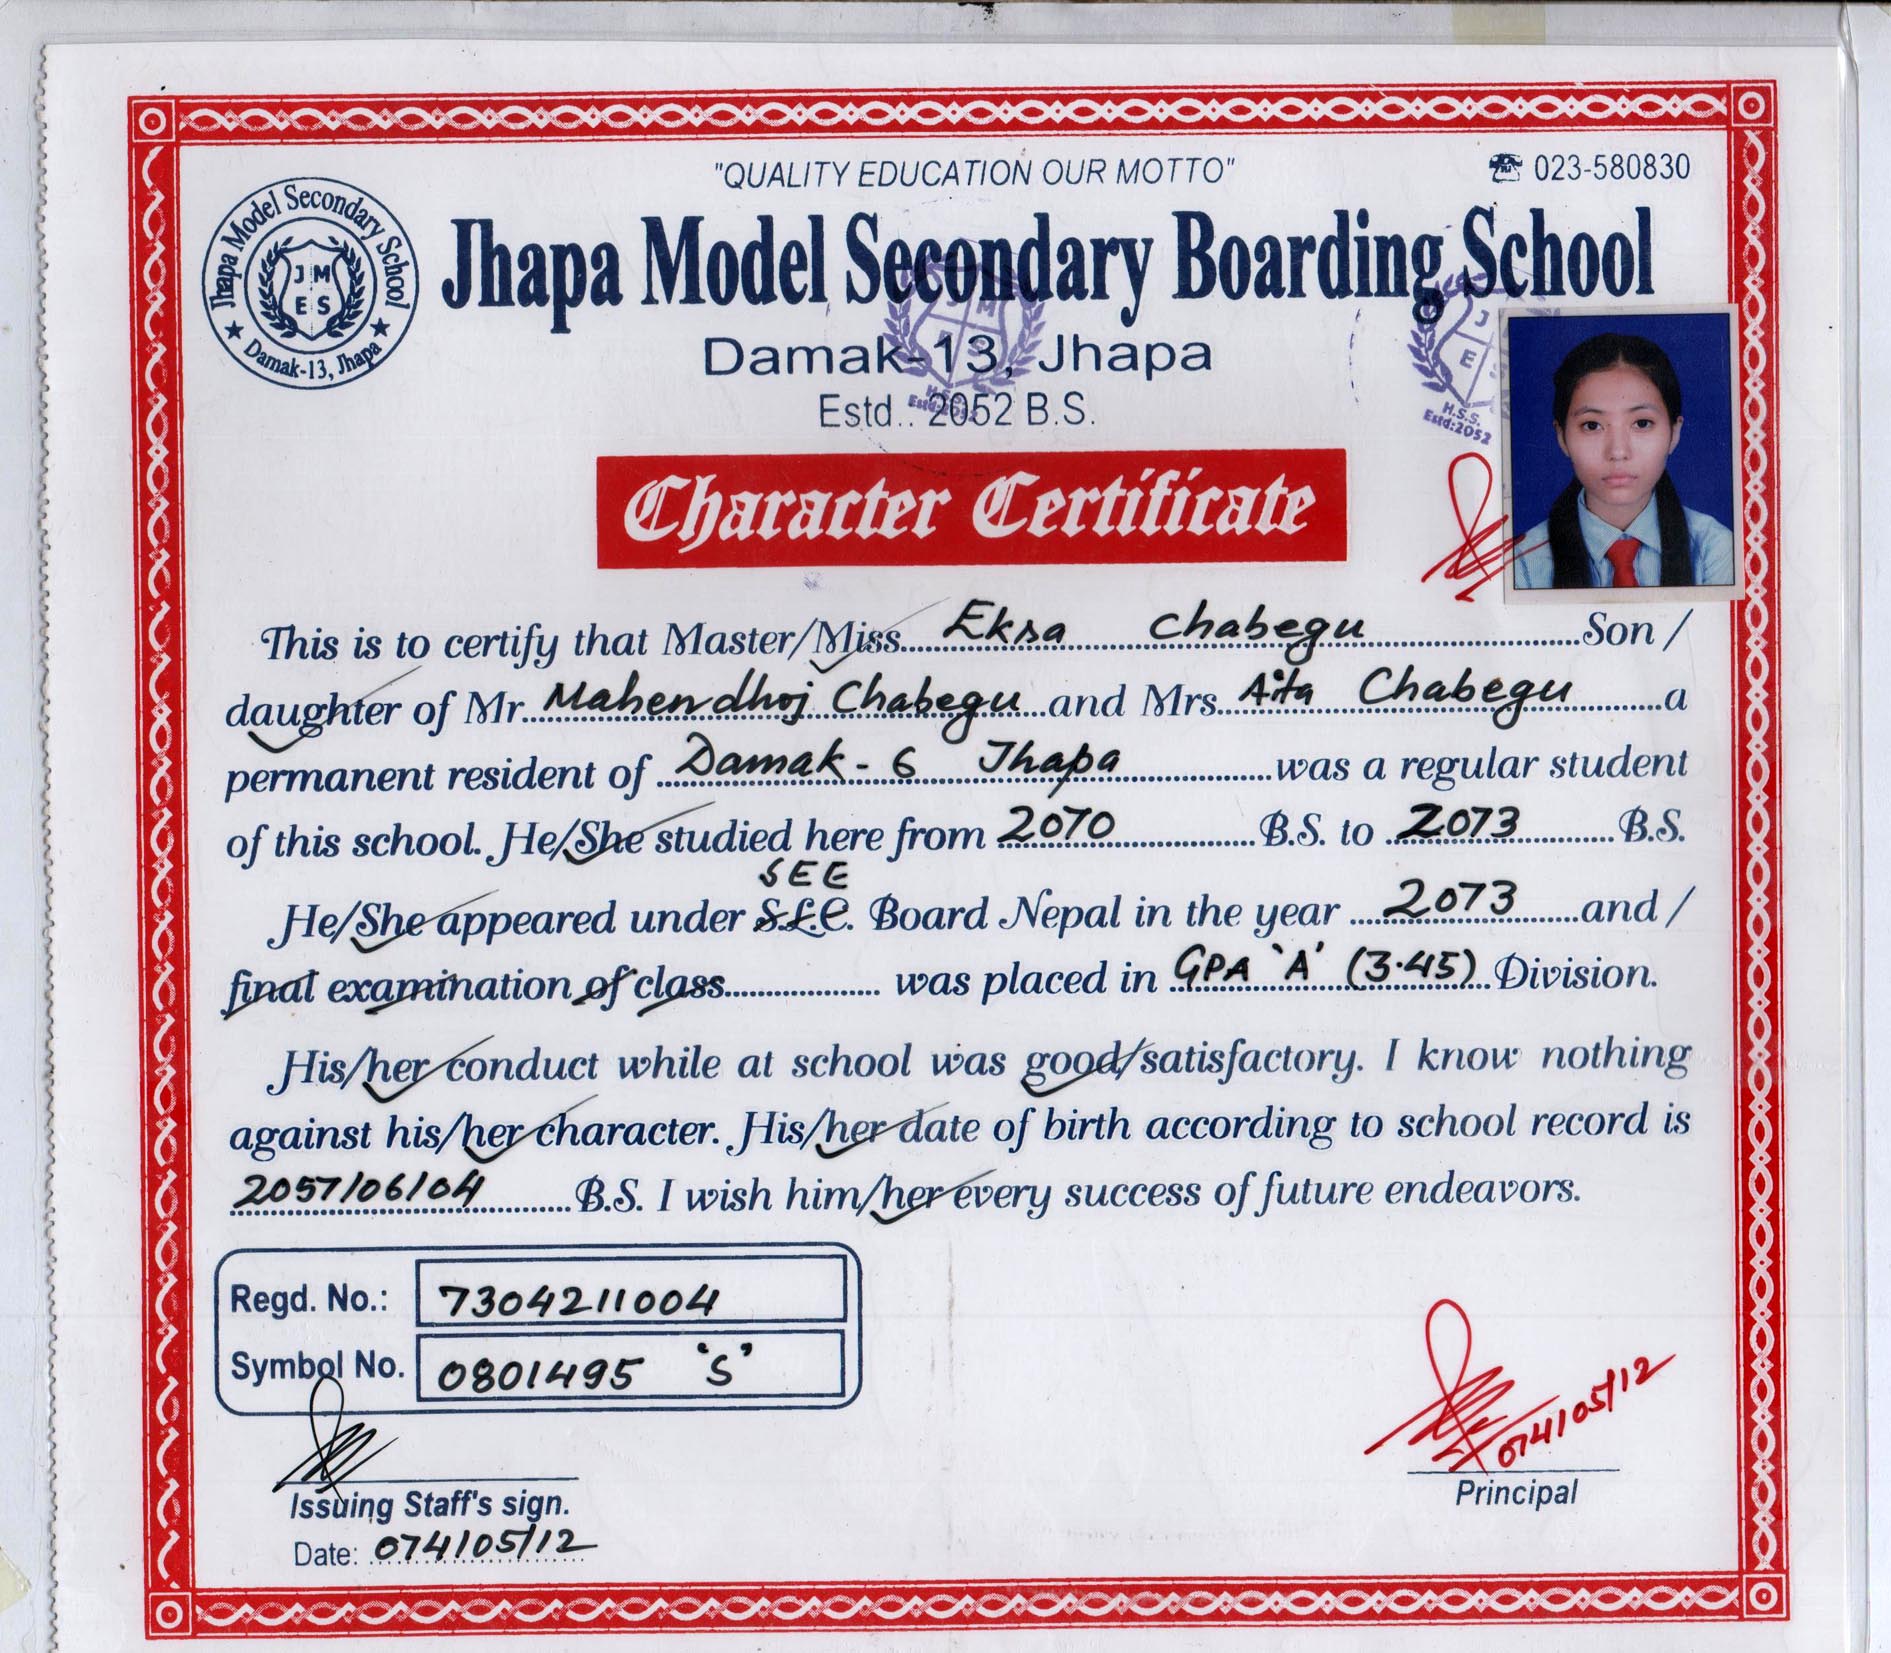 "QUALITY EDUCATION OUR MOTTO"
☎ 023-580830
Jhapa Model Secondary School
J M
E S
★ Damak-13, Jhapa ★
Jhapa Model Secondary Boarding School
Damak-13, Jhapa
Estd.. 2052 B.S.
J M
H.S.S.
Estd:2052
J
E S
H.S.S.
Estd:2052
Character Certificate
This is to certify that Master/Miss Eksa Chabegu Son /
daughter of Mr. Mahendhoj Chabegu and Mrs. Aita Chabegu a
permanent resident of Damak - 6 Jhapa was a regular student
of this school. He/She studied here from 2070 B.S. to 2073 B.S.
SEE
He/She appeared under S.L.C. Board Nepal in the year 2073 and /
final examination of class was placed in GPA 'A' (3.45) Division.
His/her conduct while at school was good/satisfactory. I know nothing
against his/her character. His/her date of birth according to school record is
2057/06/04 B.S. I wish him/her every success of future endeavors.
Regd. No.: 7304211004
Symbol No. 0801495 'S'
Issuing Staff's sign.
Date: 074/05/12
074/05/12
Principal